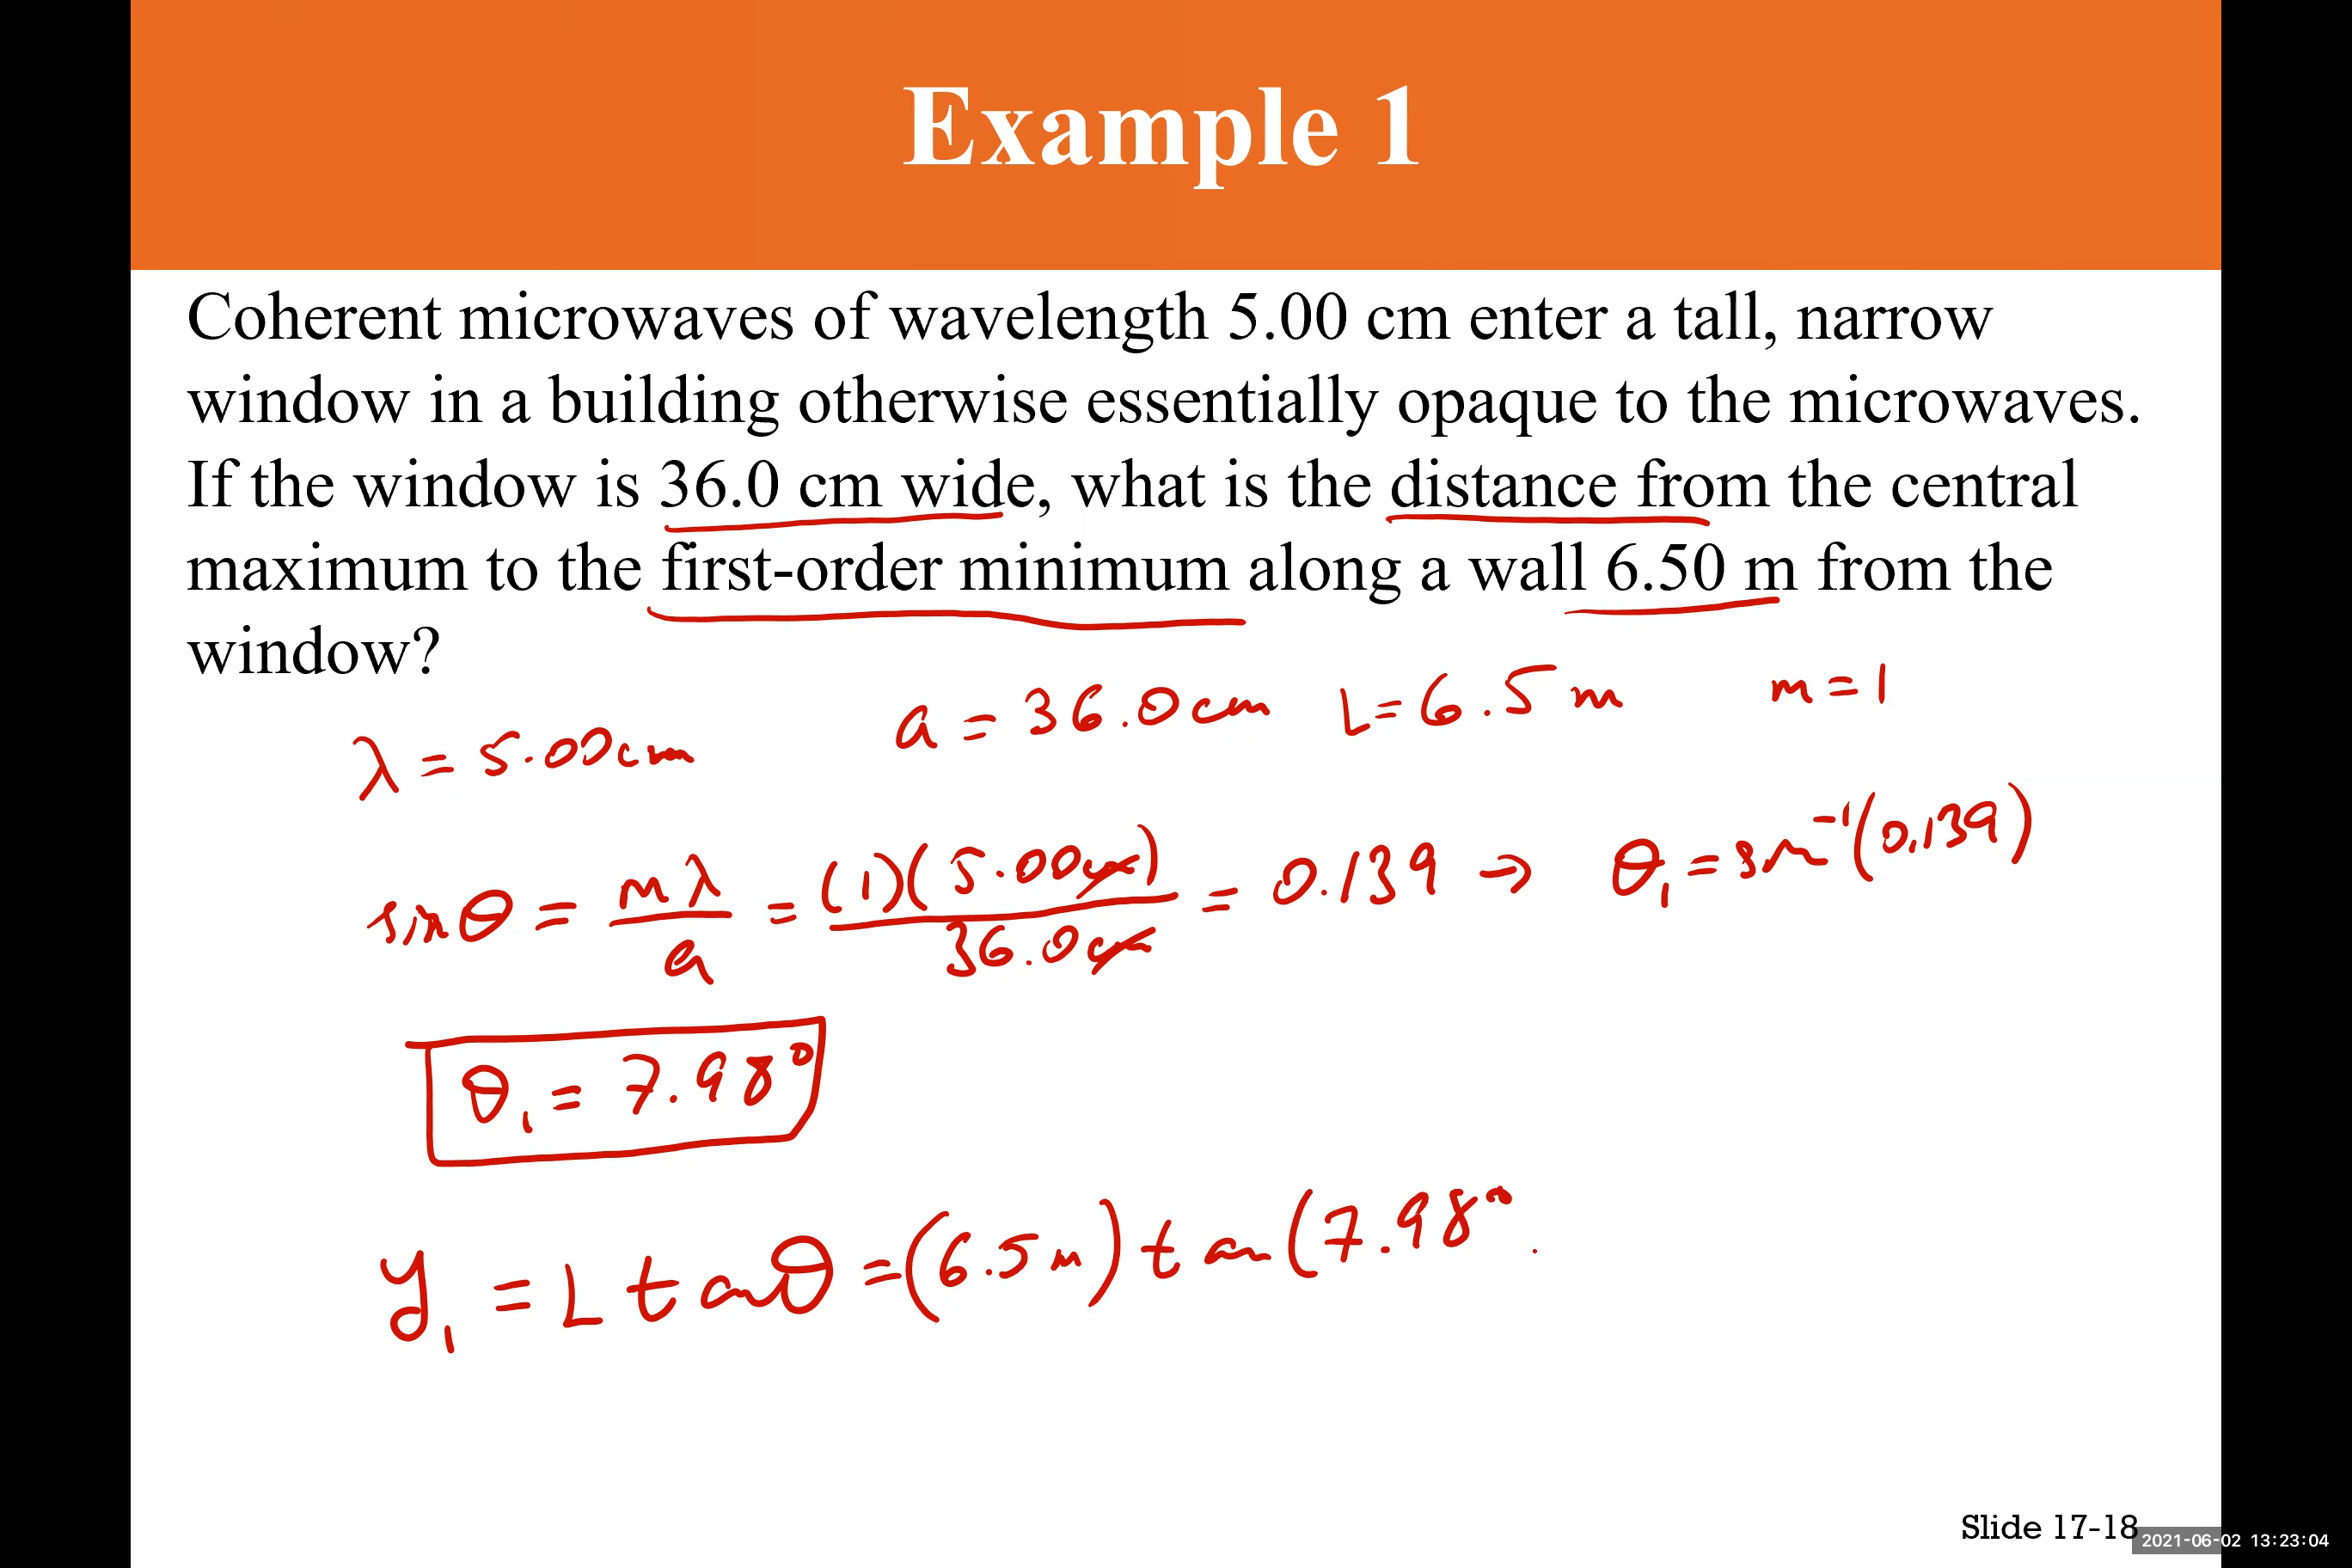 Example 1
Coherent microwaves of wavelength 5.00 cm enter a tall, narrow
window in a building otherwise essentially opaque to the microwaves.
If the window is 36.0 cm wide, what is the distance from the central
maximum to the first-order minimum along a wall 6.50 m from the
window?
λ = 5.00cm a = 36.0cm L=6.5m m=1
sinθ = mλ/a = (1)(5.00cm)/36.0cm = 0.139 → θ₁ = sin⁻¹(0.139)
θ₁ = 7.98°
y₁ = L tanθ = (6.5m) tan(7.98°
Slide 17-18
2021-06-02 13:23:04